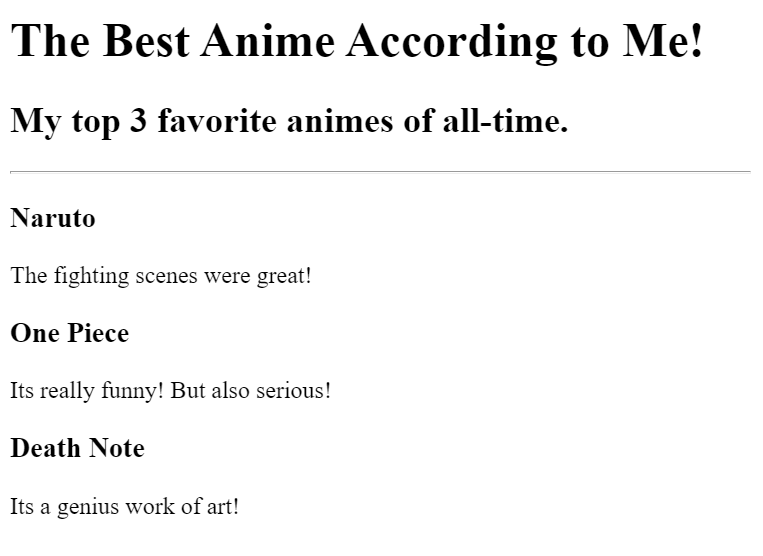 The Best Anime According to Me!
My top 3 favorite animes of all-time.
Naruto
The fighting scenes were great!
One Piece
Its really funny! But also serious!
Death Note
Its a genius work of art!